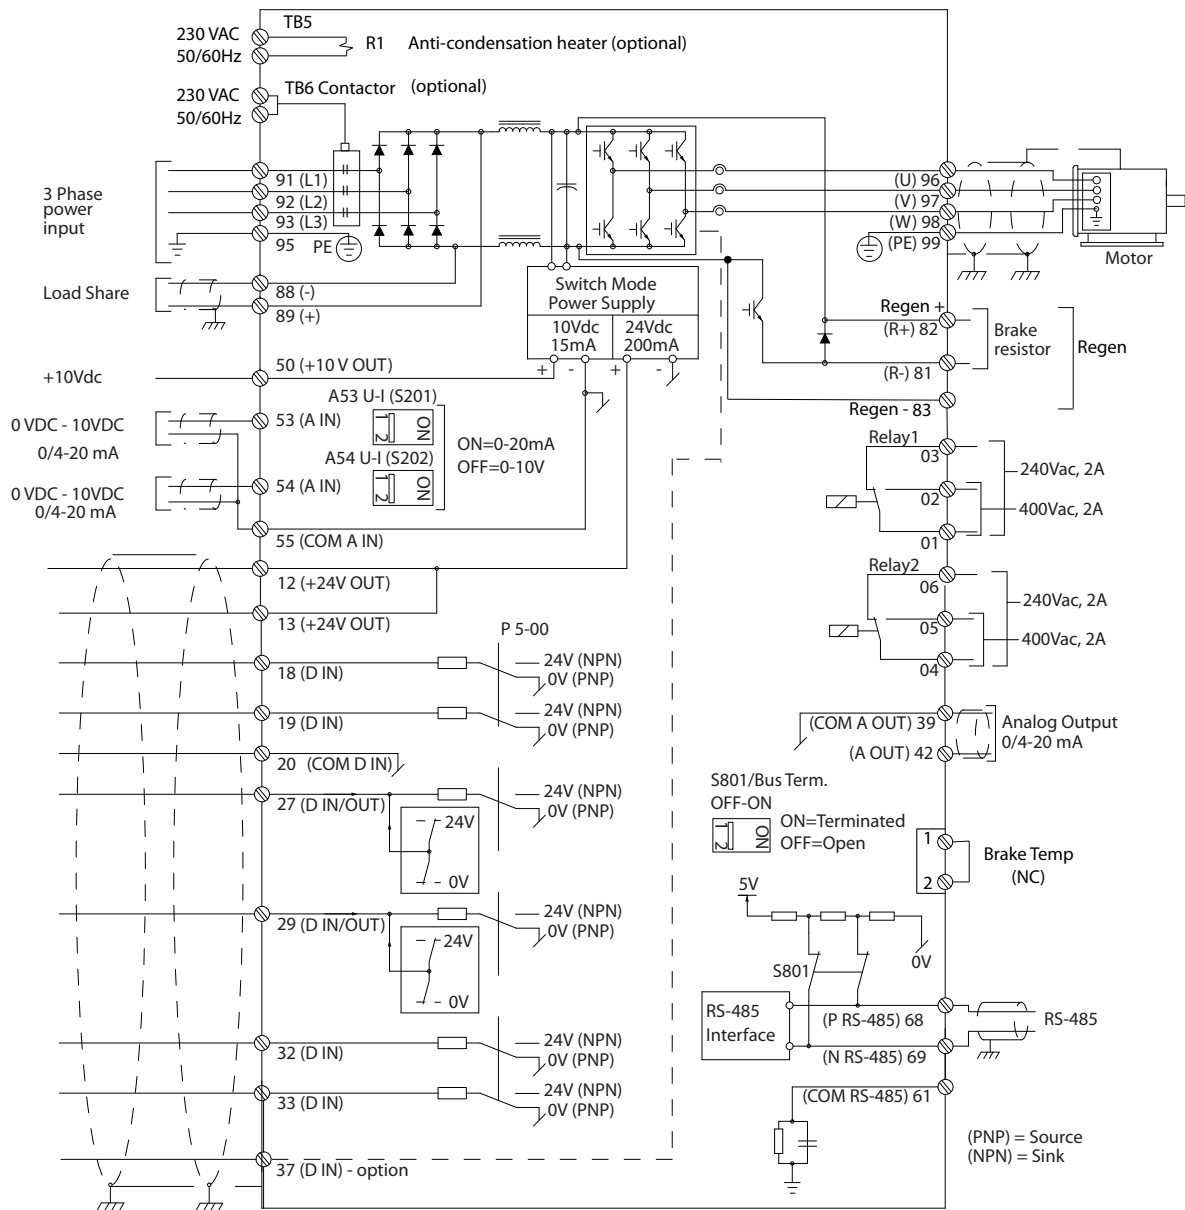 TB5
230 VAC
50/60Hz
R1
Anti-condensation heater (optional)
TB6 Contactor
(optional)
230 VAC
50/60Hz
3 Phase
power
input
91 (L1)
92 (L2)
93 (L3)
95
PE
(U) 96
(V) 97
(W) 98
(PE) 99
Motor
Load Share
88 (-)
89 (+)
Switch Mode
Power Supply
10Vdc
15mA
24Vdc
200mA
+
-
+
-
Regen +
(R+) 82
Brake
resistor
Regen
(R-) 81
Regen - 83
+10Vdc
50 (+10 V OUT)
0 VDC - 10VDC
0/4-20 mA
53 (A IN)
A53 U-I (S201)
1 2
ON
A54 U-I (S202)
1 2
ON
ON=0-20mA
OFF=0-10V
0 VDC - 10VDC
0/4-20 mA
54 (A IN)
55 (COM A IN)
Relay1
03
02
01
240Vac, 2A
400Vac, 2A
Relay2
06
05
04
240Vac, 2A
400Vac, 2A
12 (+24V OUT)
13 (+24V OUT)
P 5-00
18 (D IN)
24V (NPN)
0V (PNP)
19 (D IN)
24V (NPN)
0V (PNP)
20 (COM D IN)
27 (D IN/OUT)
24V (NPN)
0V (PNP)
24V
0V
29 (D IN/OUT)
24V (NPN)
0V (PNP)
24V
0V
32 (D IN)
24V (NPN)
0V (PNP)
33 (D IN)
24V (NPN)
0V (PNP)
37 (D IN) - option
(COM A OUT) 39
(A OUT) 42
Analog Output
0/4-20 mA
S801/Bus Term.
OFF-ON
1 2
ON
ON=Terminated
OFF=Open
1
2
Brake Temp
(NC)
5V
0V
S801
RS-485
Interface
(P RS-485) 68
(N RS-485) 69
RS-485
(COM RS-485) 61
(PNP) = Source
(NPN) = Sink